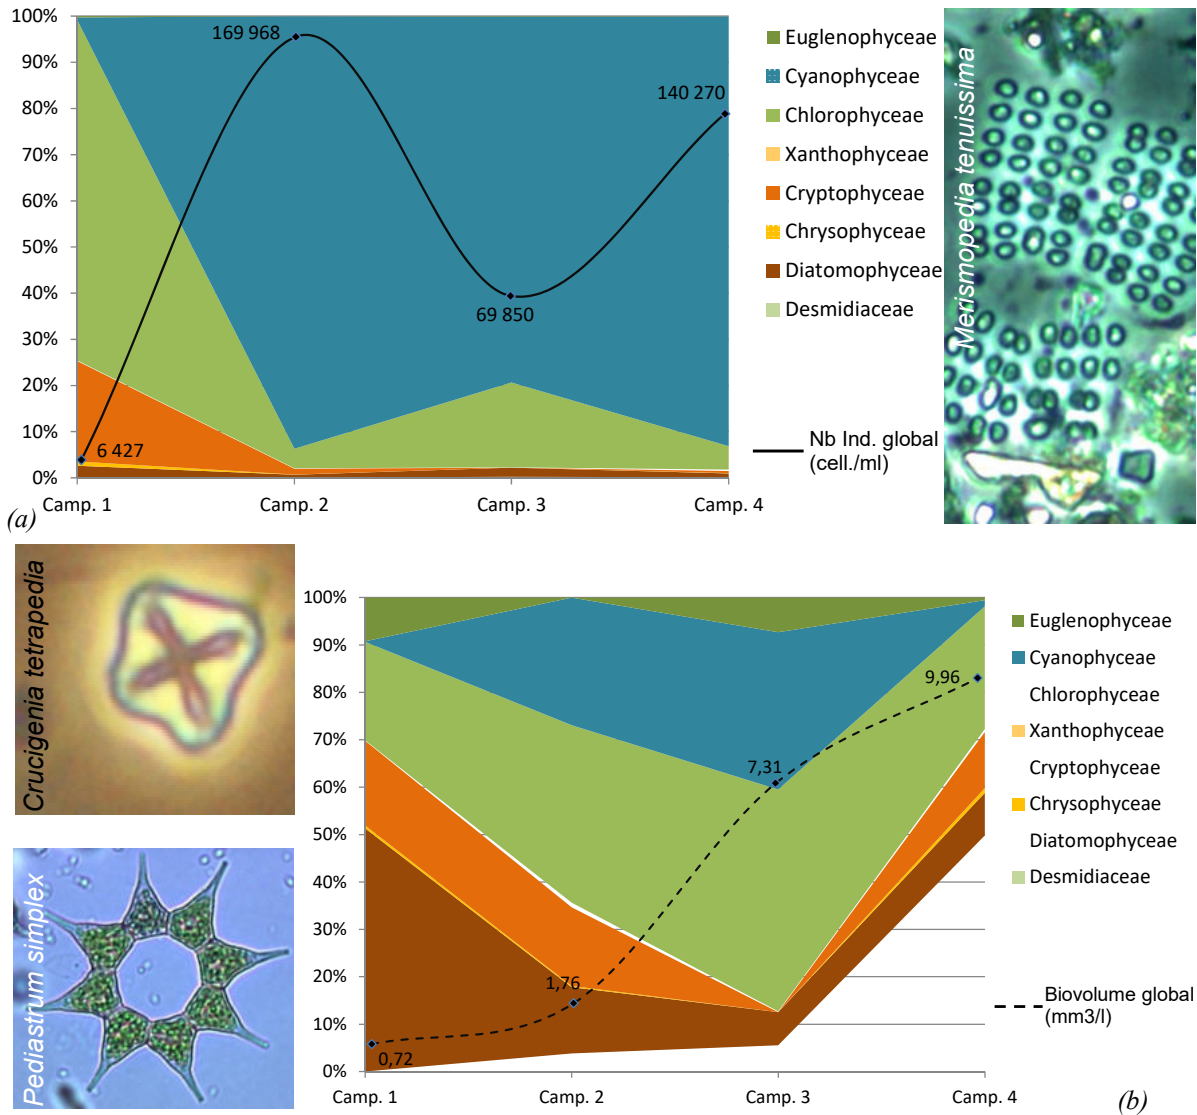 100%
90%
80%
70%
60%
50%
40%
30%
20%
10%
0%
169 968
140 270
69 850
6 427
Camp. 1
Camp. 2
Camp. 3
Camp. 4
(a)
Euglenophyceae
Cyanophyceae
Chlorophyceae
Xanthophyceae
Cryptophyceae
Chrysophyceae
Diatomophyceae
Desmidiaceae
Nb Ind. global
(cell./ml)
Merismopedia tenuissima
Crucigenia tetrapedia
Pediastrum simplex
100%
90%
80%
70%
60%
50%
40%
30%
20%
10%
0%
9,96
7,31
1,76
0,72
Camp. 1
Camp. 2
Camp. 3
Camp. 4
Euglenophyceae
Cyanophyceae
Chlorophyceae
Xanthophyceae
Cryptophyceae
Chrysophyceae
Diatomophyceae
Desmidiaceae
Biovolume global
(mm3/l)
(b)